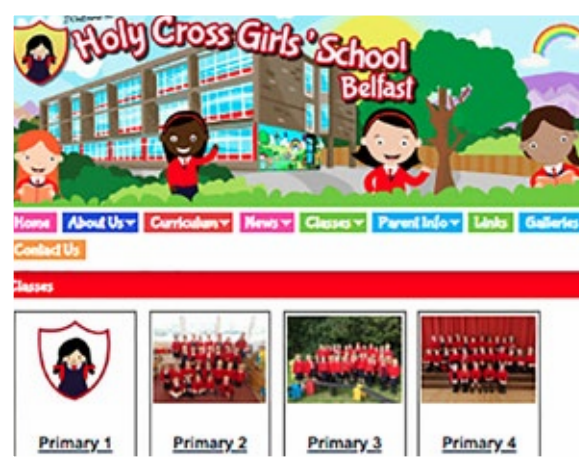 Holy Cross Girls' School
Belfast
Home About Us Curriculum News Classes Parent Info Links Galleries
Contact Us
Classes
Primary 1 Primary 2 Primary 3 Primary 4